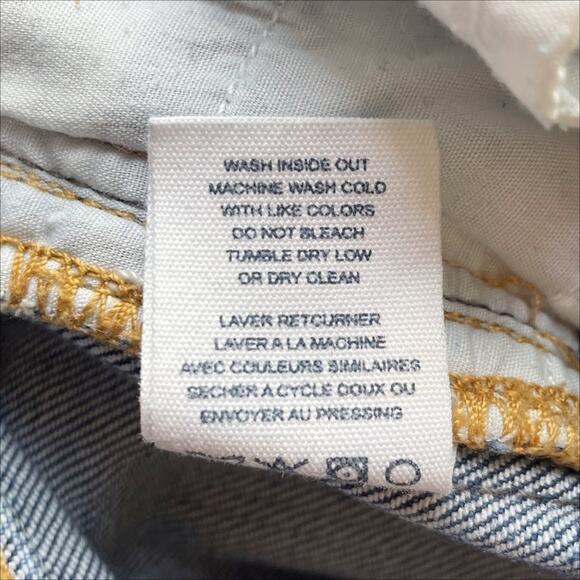 WASH INSIDE OUT
MACHINE WASH COLD
WITH LIKE COLORS
DO NOT BLEACH
TUMBLE DRY LOW
OR DRY CLEAN
LAVER RETOURNER
LAVER A LA MACHINE
AVEC COULEURS SIMILAIRES
SECHER A CYCLE DOUX OU
ENVOYER AU PRESSING